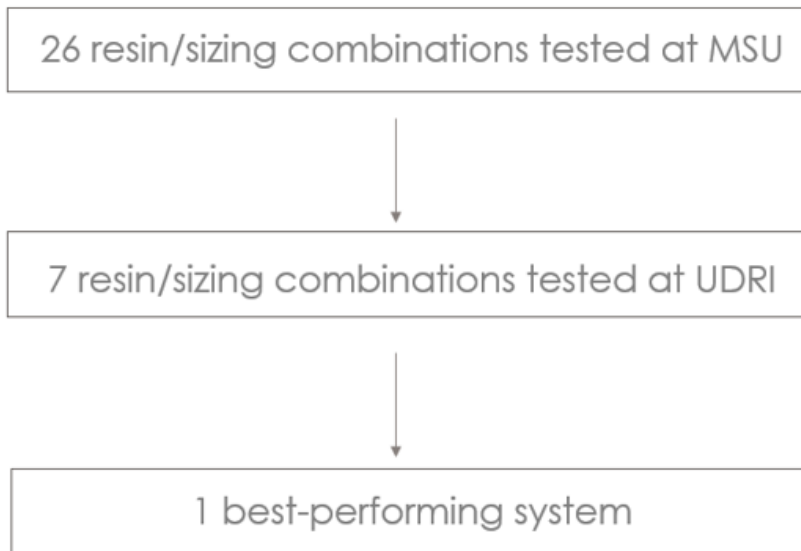 26 resin/sizing combinations tested at MSU
7 resin/sizing combinations tested at UDRI
1 best-performing system